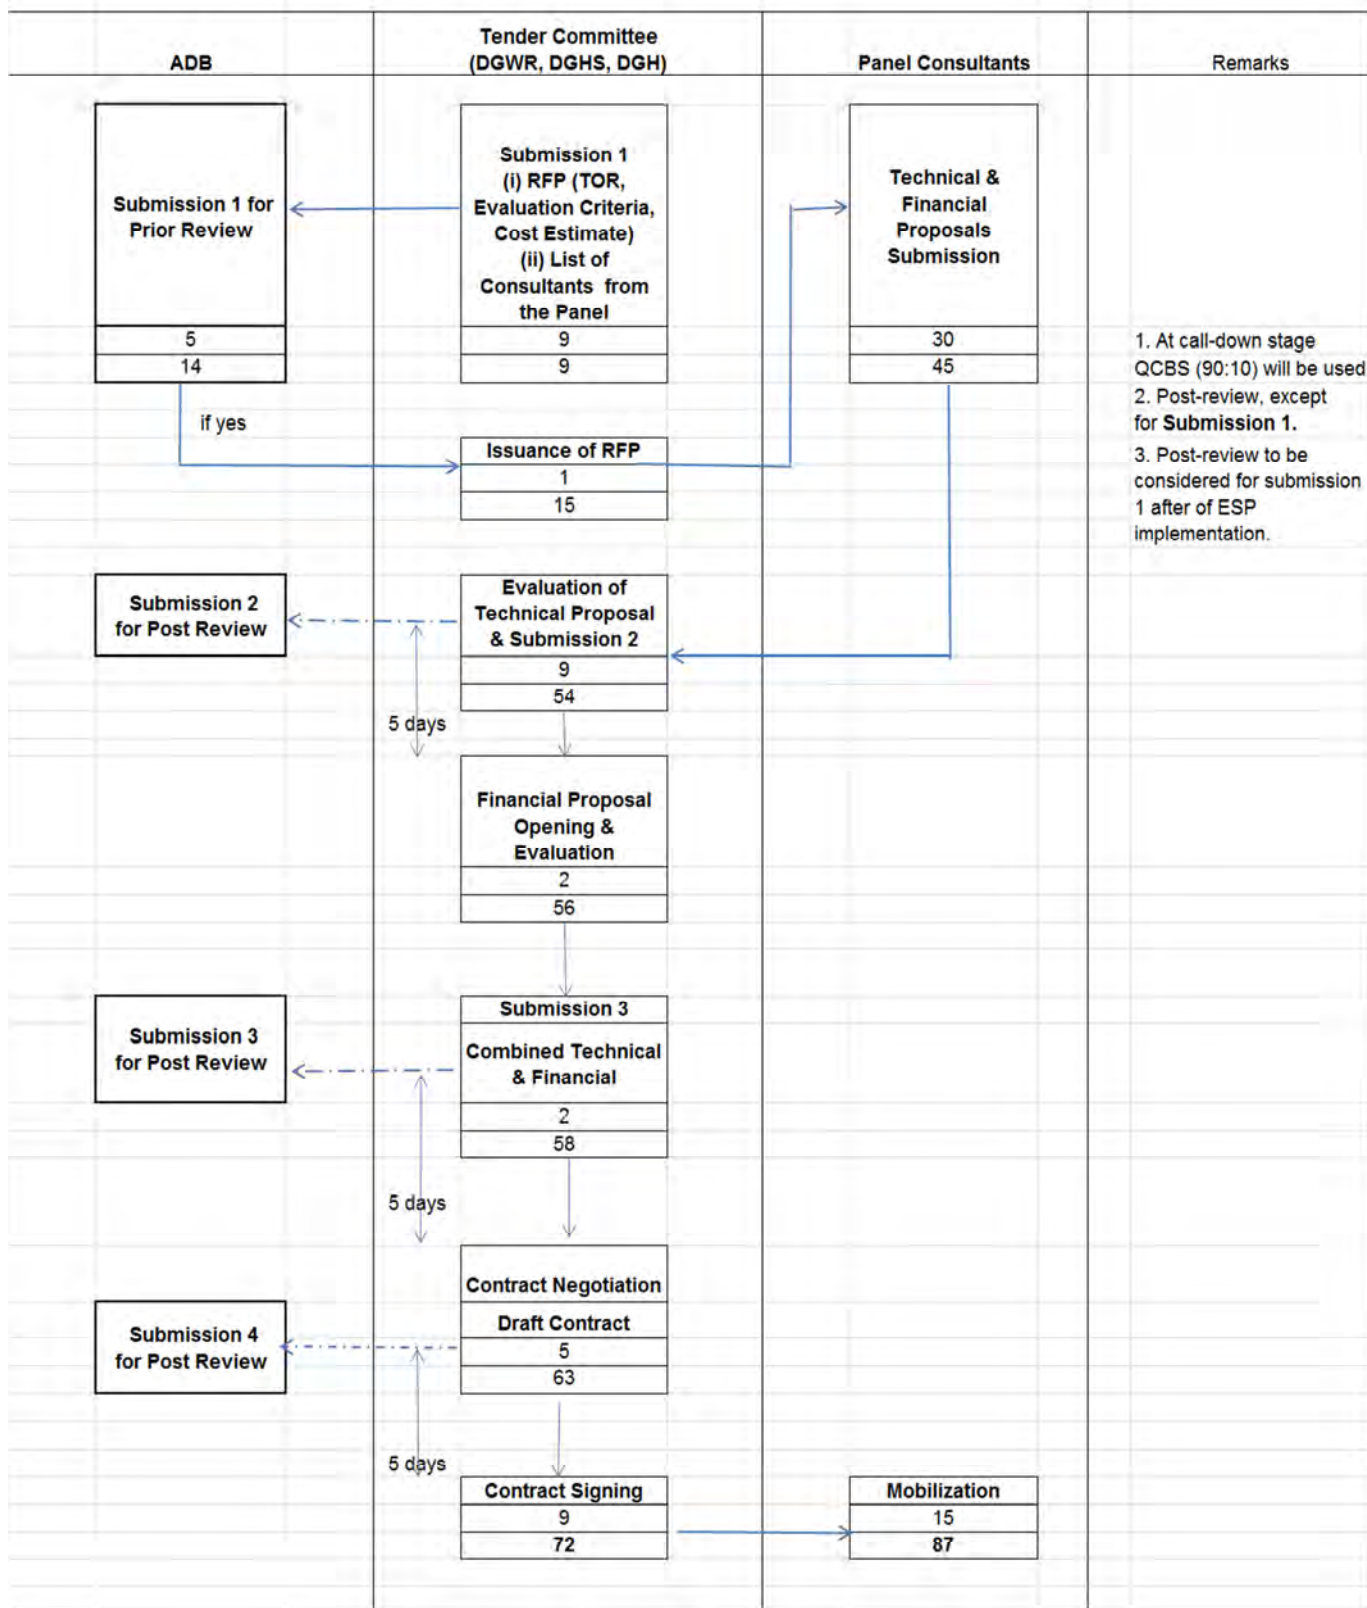 ADB
Tender Committee
(DGWR, DGHS, DGH)
Panel Consultants
Remarks
Submission 1 for
Prior Review
5
14
Submission 1
(i) RFP (TOR,
Evaluation Criteria,
Cost Estimate)
(ii) List of
Consultants from
the Panel
9
9
Technical &
Financial
Proposals
Submission
30
45
1. At call-down stage
QCBS (90:10) will be used
2. Post-review, except
for Submission 1.
3. Post-review to be
considered for submission
1 after of ESP
implementation.
if yes
Issuance of RFP
1
15
Submission 2
for Post Review
Evaluation of
Technical Proposal
& Submission 2
9
54
5 days
Financial Proposal
Opening &
Evaluation
2
56
Submission 3
for Post Review
Submission 3
Combined Technical
& Financial
2
58
5 days
Contract Negotiation
Draft Contract
5
63
Submission 4
for Post Review
5 days
Contract Signing
9
72
Mobilization
15
87